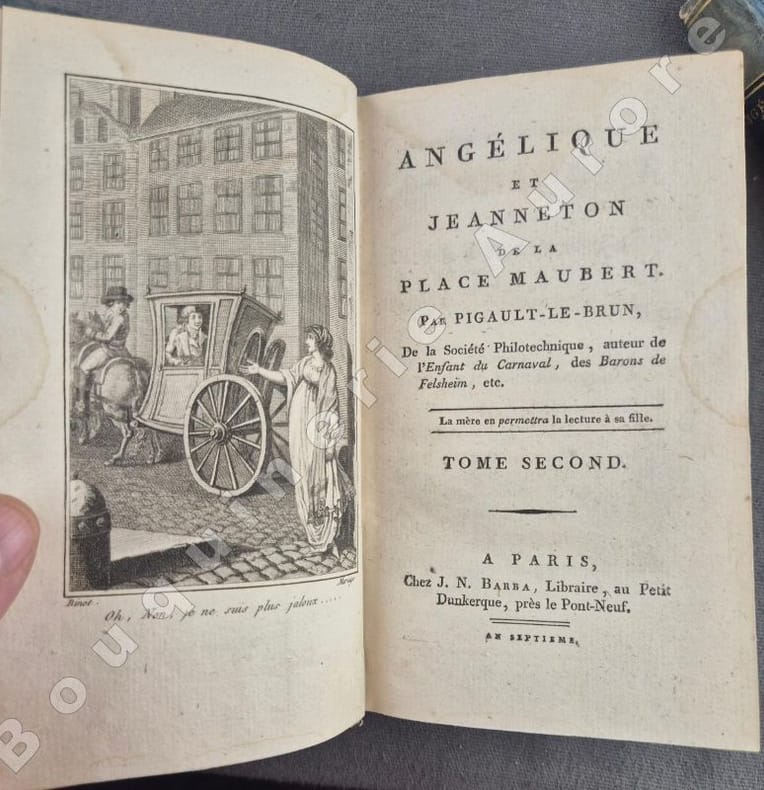 Binet.
Mariage
Oh, Non, je ne suis plus jaloux.....
ANGÉLIQUE
ET
JEANNETON
DE LA
PLACE MAUBERT.
PAR PIGAULT-LE-BRUN,
De la Société Philotechnique, auteur de
l'Enfant du Carnaval, des Barons de
Felsheim, etc.
La mère en permettra la lecture à sa fille.
TOME SECOND.
A PARIS,
Chez J. N. BARBA, Libraire, au Petit
Dunkerque, près le Pont-Neuf.
AN SEPTIEME.
Bouquinerie Aurore